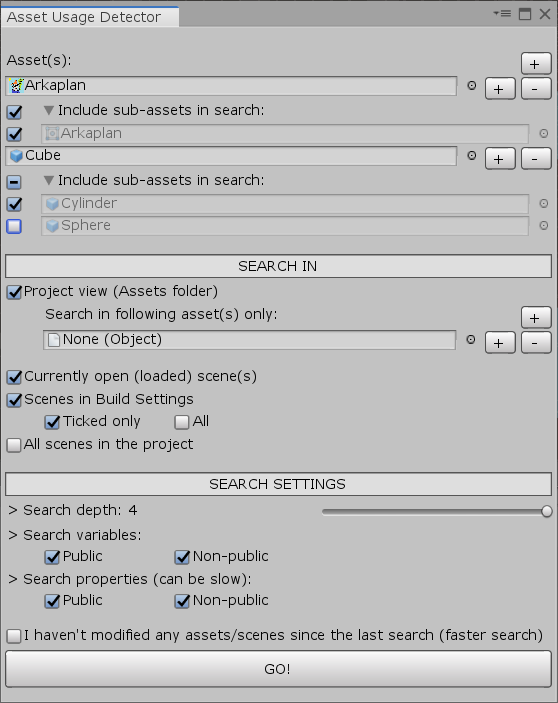 Asset Usage Detector
Asset(s): +
Arkaplan + -
Include sub-assets in search:
Arkaplan
Cube + -
Include sub-assets in search:
Cylinder
Sphere
SEARCH IN
Project view (Assets folder)
Search in following asset(s) only: +
None (Object) + -
Currently open (loaded) scene(s)
Scenes in Build Settings
Ticked only All
All scenes in the project
SEARCH SETTINGS
> Search depth: 4
> Search variables:
Public Non-public
> Search properties (can be slow):
Public Non-public
I haven't modified any assets/scenes since the last search (faster search)
GO!